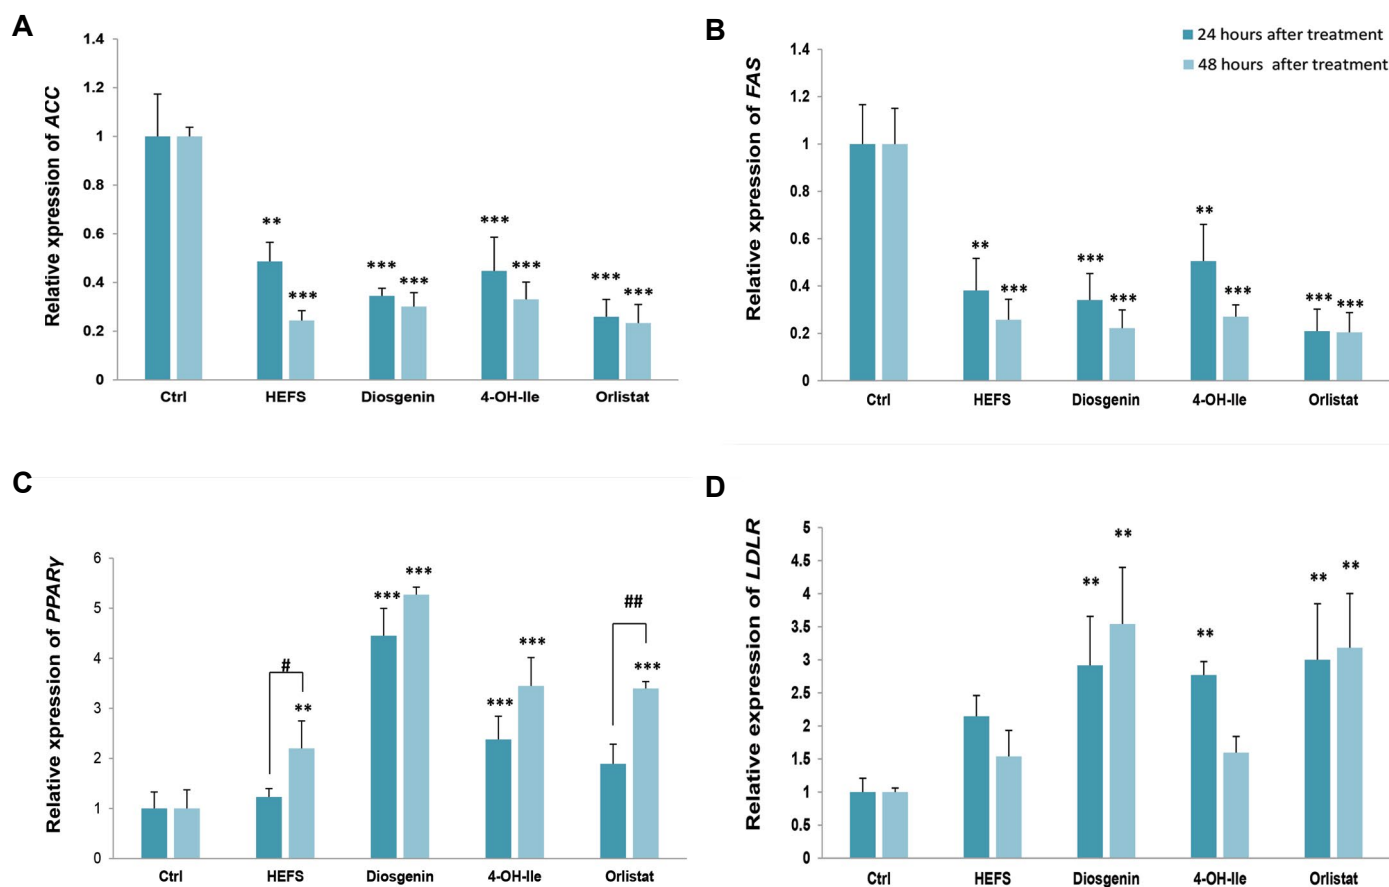 A
Relative xpression of ACC
1.4
1.2
1
0.8
0.6
0.4
0.2
0
**
***
***
***
***
***
***
***
Ctrl
HEFS
Diosgenin
4-OH-Ile
Orlistat
B
Relative xpression of FAS
24 hours after treatment
48 hours after treatment
1.4
1.2
1
0.8
0.6
0.4
0.2
0
**
***
***
***
**
***
***
***
Ctrl
HEFS
Diosgenin
4-OH-Ile
Orlistat
C
Relative xpression of PPARγ
6
5
4
3
2
1
0
#
**
***
***
***
***
##
***
Ctrl
HEFS
Diosgenin
4-OH-Ile
Orlistat
D
Relative expression of LDLR
5
4.5
4
3.5
3
2.5
2
1.5
1
0.5
0
**
**
**
**
**
Ctrl
HEFS
Diosgenin
4-OH-Ile
Orlistat